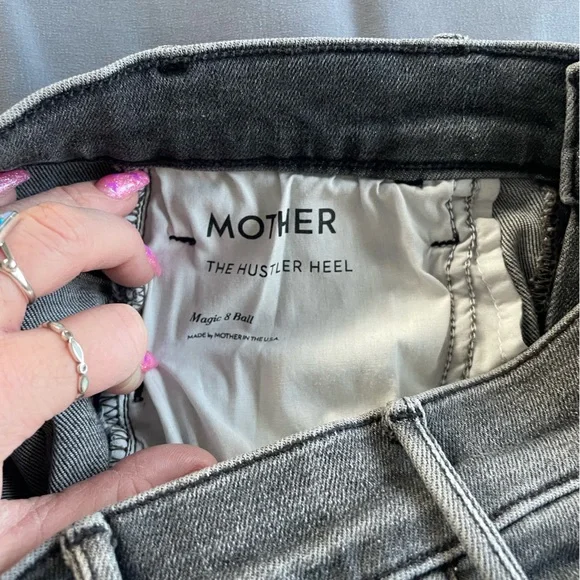 MOTHER
THE HUSTLER HEEL
Magic 8 Ball
MADE by MOTHER IN THE U.S.A.